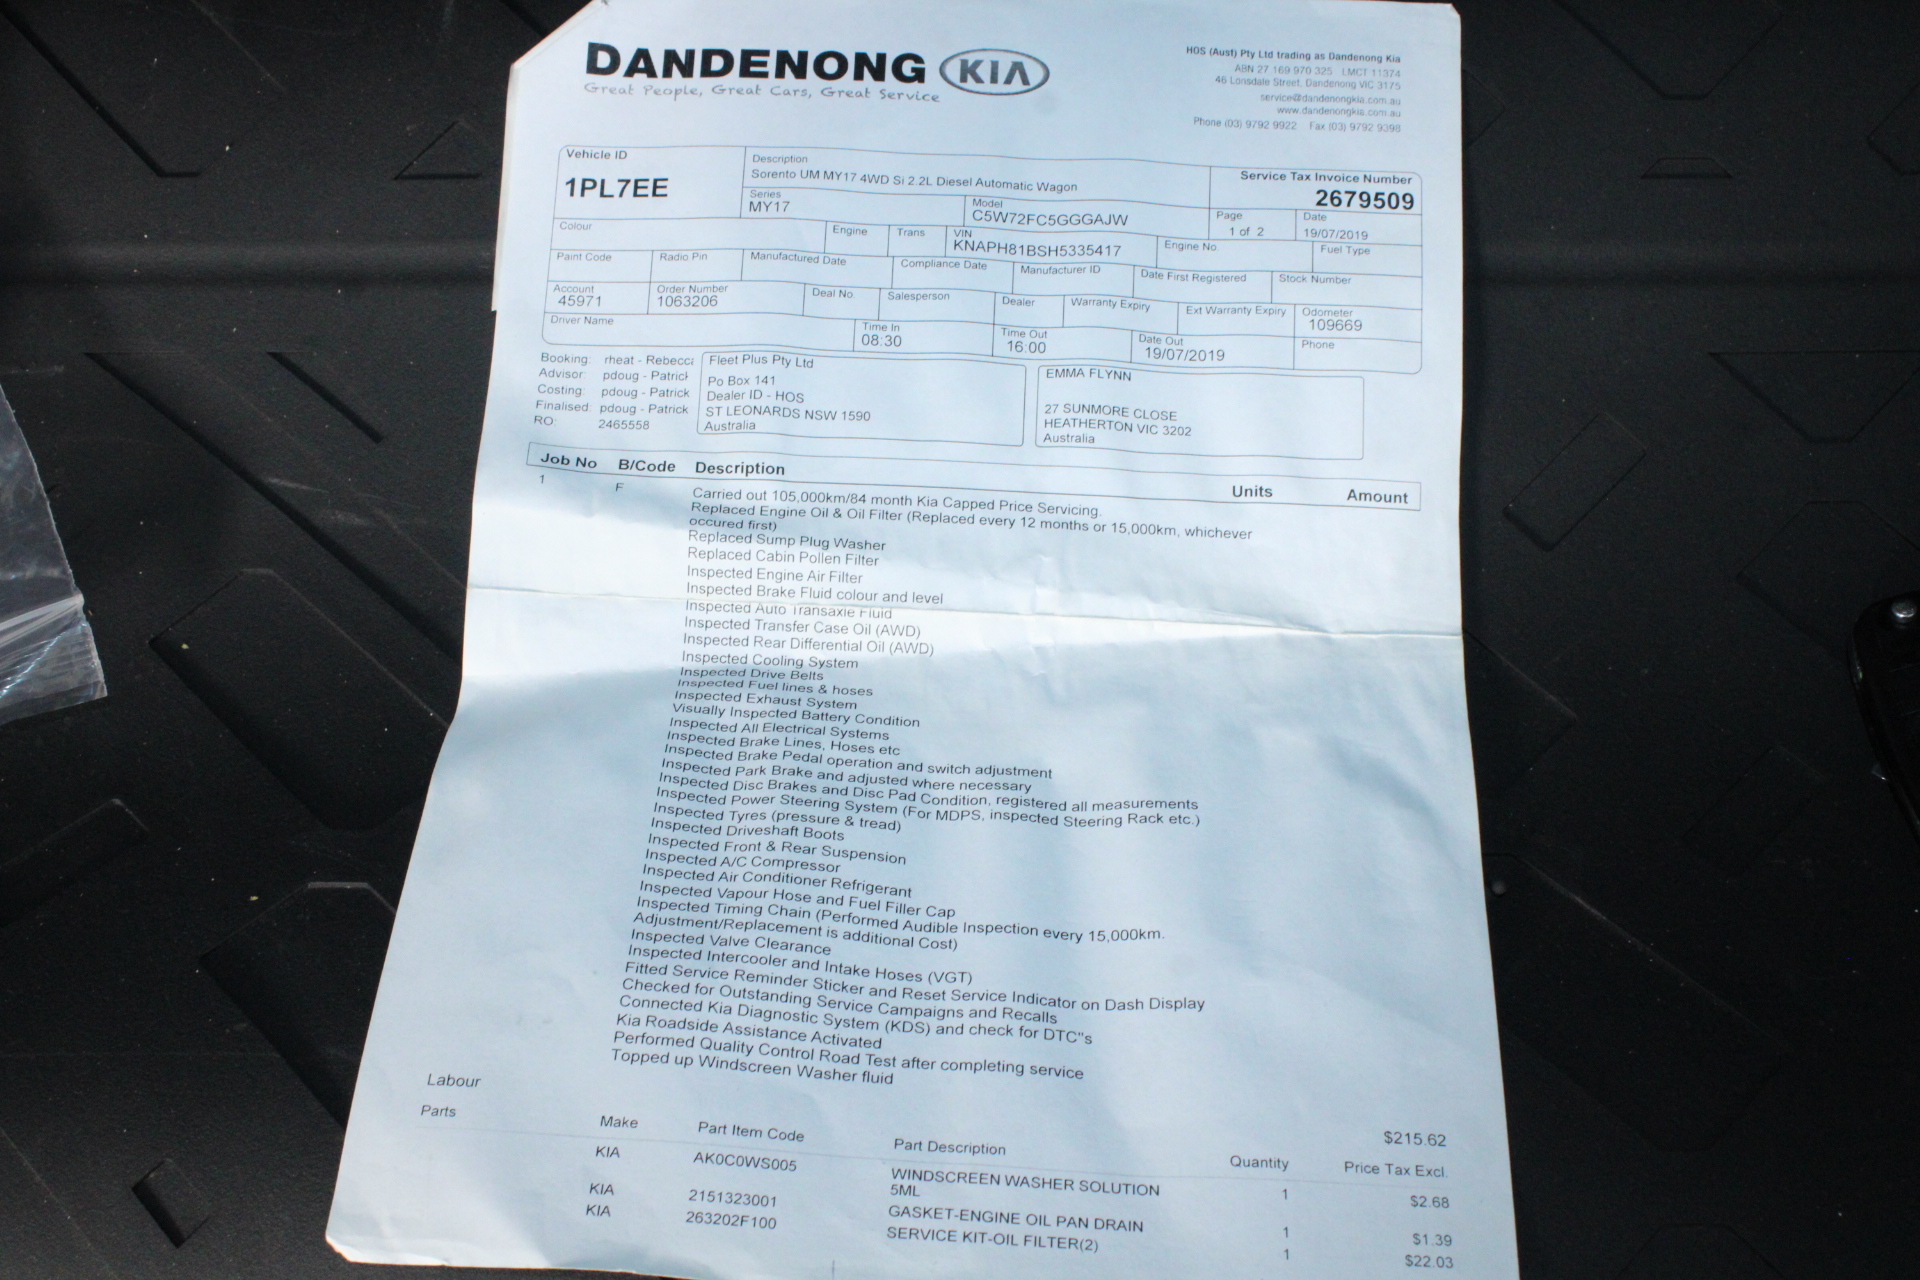 DANDENONG KIA
Great People, Great Cars, Great Service
HOS (Aust) Pty Ltd trading as Dandenong Kia
ABN 27 169 970 325 LMCT 11374
46 Lonsdale Street, Dandenong VIC 3175
service@dandenongkia.com.au
www.dandenongkia.com.au
Phone (03) 9792 9922 Fax (03) 9792 9398
Vehicle ID
1PL7EE
Description
Sorento UM MY17 4WD Si 2.2L Diesel Automatic Wagon
Service Tax Invoice Number
2679509
Series
MY17
Model
C5W72FC5GGGAJW
Page
1 of 2
Date
19/07/2019
Colour
Engine
Trans
VIN
KNAPH81BSH5335417
Engine No.
Fuel Type
Paint Code
Radio Pin
Manufactured Date
Compliance Date
Manufacturer ID
Date First Registered
Stock Number
Account
45971
Order Number
1063206
Deal No.
Salesperson
Dealer
Warranty Expiry
Ext Warranty Expiry
Odometer
109669
Driver Name
Time In
08:30
Time Out
16:00
Date Out
19/07/2019
Phone
Booking: rheat - Rebecc
Advisor: pdoug - Patrick
Costing: pdoug - Patrick
Finalised: pdoug - Patrick
RO: 2465558
Fleet Plus Pty Ltd
Po Box 141
Dealer ID - HOS
ST LEONARDS NSW 1590
Australia
EMMA FLYNN
27 SUNMORE CLOSE
HEATHERTON VIC 3202
Australia
Job No B/Code Description Units Amount
1 F Carried out 105,000km/84 month Kia Capped Price Servicing.
Replaced Engine Oil & Oil Filter (Replaced every 12 months or 15,000km, whichever
occured first)
Replaced Sump Plug Washer
Replaced Cabin Pollen Filter
Inspected Engine Air Filter
Inspected Brake Fluid colour and level
Inspected Auto Transaxle Fluid
Inspected Transfer Case Oil (AWD)
Inspected Rear Differential Oil (AWD)
Inspected Cooling System
Inspected Drive Belts
Inspected Fuel lines & hoses
Inspected Exhaust System
Visually Inspected Battery Condition
Inspected All Electrical Systems
Inspected Brake Lines, Hoses etc
Inspected Brake Pedal operation and switch adjustment
Inspected Park Brake and adjusted where necessary
Inspected Disc Brakes and Disc Pad Condition, registered all measurements
Inspected Power Steering System (For MDPS, inspected Steering Rack etc.)
Inspected Tyres (pressure & tread)
Inspected Driveshaft Boots
Inspected Front & Rear Suspension
Inspected A/C Compressor
Inspected Air Conditioner Refrigerant
Inspected Vapour Hose and Fuel Filler Cap
Inspected Timing Chain (Performed Audible Inspection every 15,000km.
Adjustment/Replacement is additional Cost)
Inspected Valve Clearance
Inspected Intercooler and Intake Hoses (VGT)
Fitted Service Reminder Sticker and Reset Service Indicator on Dash Display
Checked for Outstanding Service Campaigns and Recalls
Connected Kia Diagnostic System (KDS) and check for DTC"s
Kia Roadside Assistance Activated
Performed Quality Control Road Test after completing service
Topped up Windscreen Washer fluid
Labour $215.62
Parts Make Part Item Code Part Description Quantity Price Tax Excl.
KIA AK0C0WS005 WINDSCREEN WASHER SOLUTION 1 $2.68
5ML
KIA 2151323001 GASKET-ENGINE OIL PAN DRAIN 1 $1.39
KIA 263202F100 SERVICE KIT-OIL FILTER(2) 1 $22.03